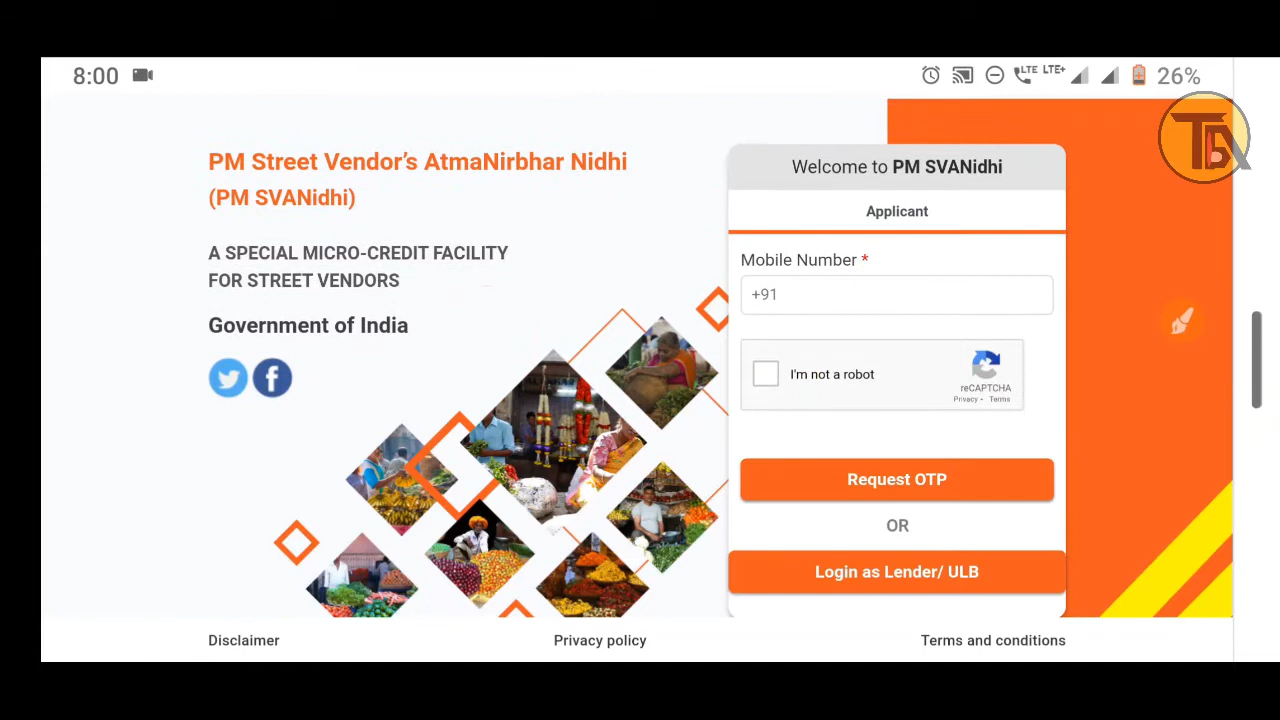 8:00
LTE LTE+
26%
PM Street Vendor's AtmaNirbhar Nidhi
(PM SVANidhi)
A SPECIAL MICRO-CREDIT FACILITY
FOR STREET VENDORS
Government of India
Welcome to PM SVANidhi
Applicant
Mobile Number *
+91
I'm not a robot
reCAPTCHA
Privacy - Terms
Request OTP
OR
Login as Lender/ ULB
Disclaimer
Privacy policy
Terms and conditions